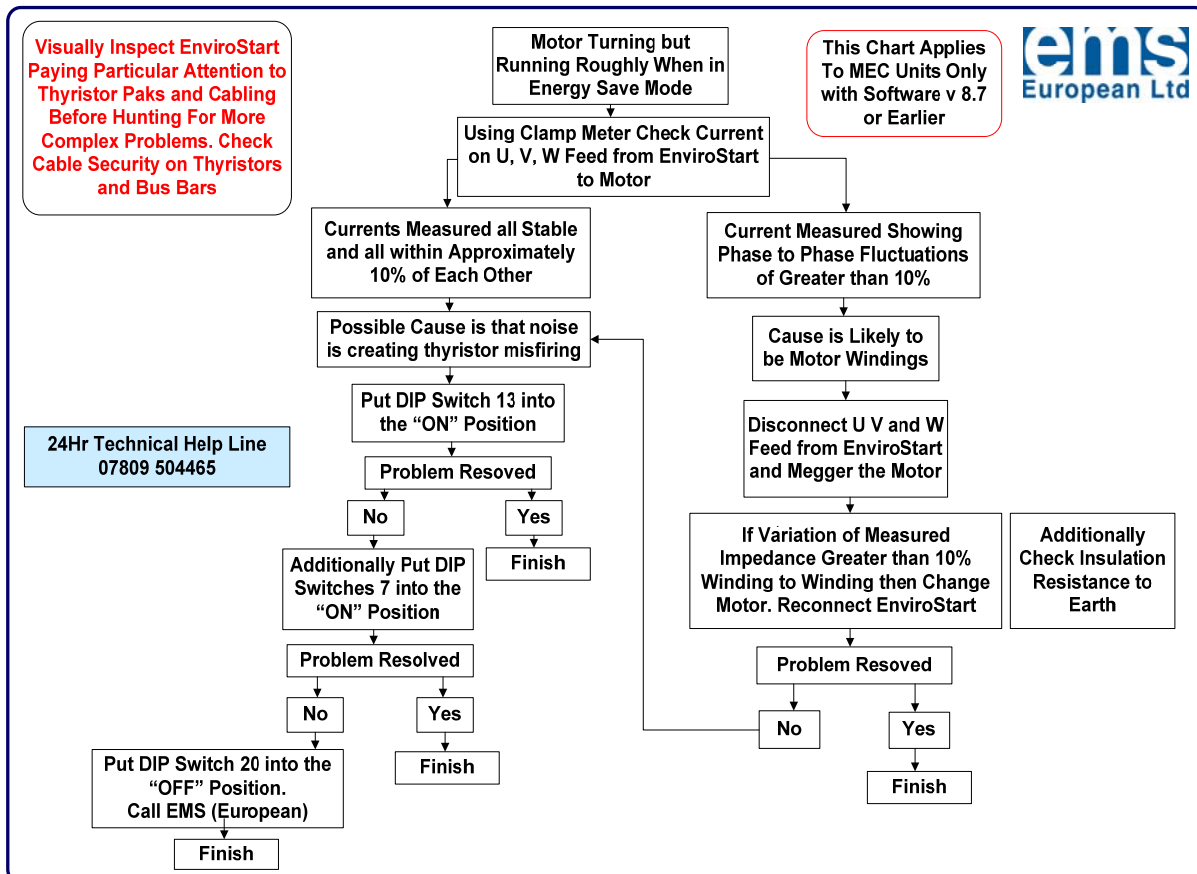 Visually Inspect EnviroStart
Paying Particular Attention to
Thyristor Paks and Cabling
Before Hunting For More
Complex Problems. Check
Cable Security on Thyristors
and Bus Bars
Motor Turning but
Running Roughly When in
Energy Save Mode
This Chart Applies
To MEC Units Only
with Software v 8.7
or Earlier
ems
European Ltd
Using Clamp Meter Check Current
on U, V, W Feed from EnviroStart
to Motor
Currents Measured all Stable
and all within Approximately
10% of Each Other
Current Measured Showing
Phase to Phase Fluctuations
of Greater than 10%
Possible Cause is that noise
is creating thyristor misfiring
Cause is Likely to
be Motor Windings
Put DIP Switch 13 into
the “ON” Position
Disconnect U V and W
Feed from EnviroStart
and Megger the Motor
24Hr Technical Help Line
07809 504465
Problem Resoved
No
Yes
Finish
If Variation of Measured
Impedance Greater than 10%
Winding to Winding then Change
Motor. Reconnect EnviroStart
Additionally
Check Insulation
Resistance to
Earth
Additionally Put DIP
Switches 7 into the
“ON” Position
Problem Resolved
No
Yes
Finish
Problem Resoved
No
Yes
Finish
Put DIP Switch 20 into the
“OFF” Position.
Call EMS (European)
Finish